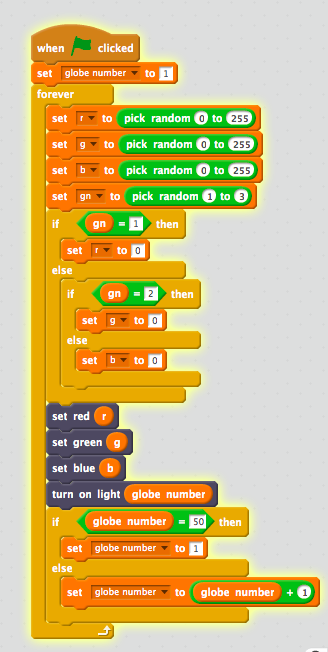 when clicked
set globe number to 1
forever
set r to pick random 0 to 255
set g to pick random 0 to 255
set b to pick random 0 to 255
set gn to pick random 1 to 3
if gn = 1 then
set r to 0
else
if gn = 2 then
set g to 0
else
set b to 0
set red r
set green g
set blue b
turn on light globe number
if globe number = 50 then
set globe number to 1
else
set globe number to globe number + 1